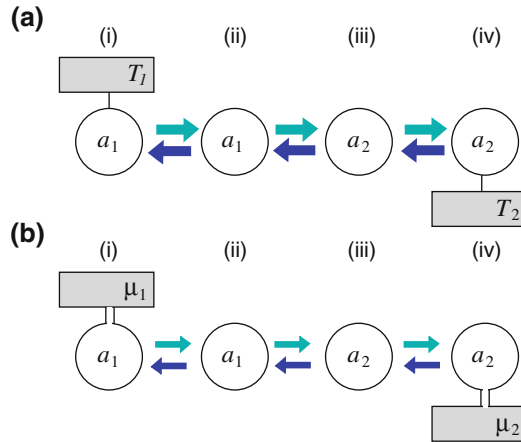 (a)
(i) (ii) (iii) (iv)
T₁
a₁ a₁ a₂ a₂
T₂
(b)
(i) (ii) (iii) (iv)
μ₁
a₁ a₁ a₂ a₂
μ₂